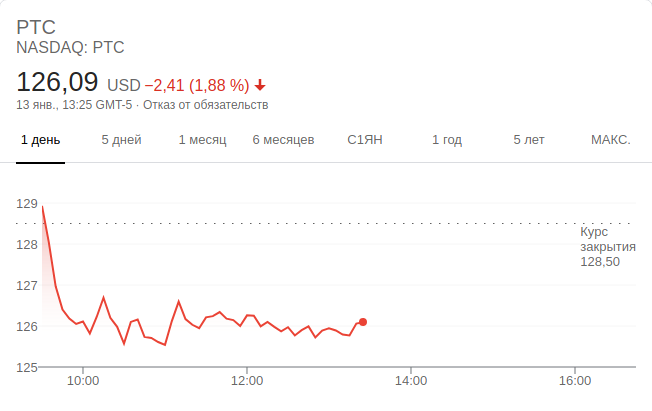 PTC
NASDAQ: PTC
126,09 USD −2,41 (1,88 %)
13 янв., 13:25 GMT-5 · Отказ от обязательств
1 день 5 дней 1 месяц 6 месяцев С1ЯН 1 год 5 лет МАКС.
129
128
127
126
125
Курс
закрытия
128,50
10:00 12:00 14:00 16:00